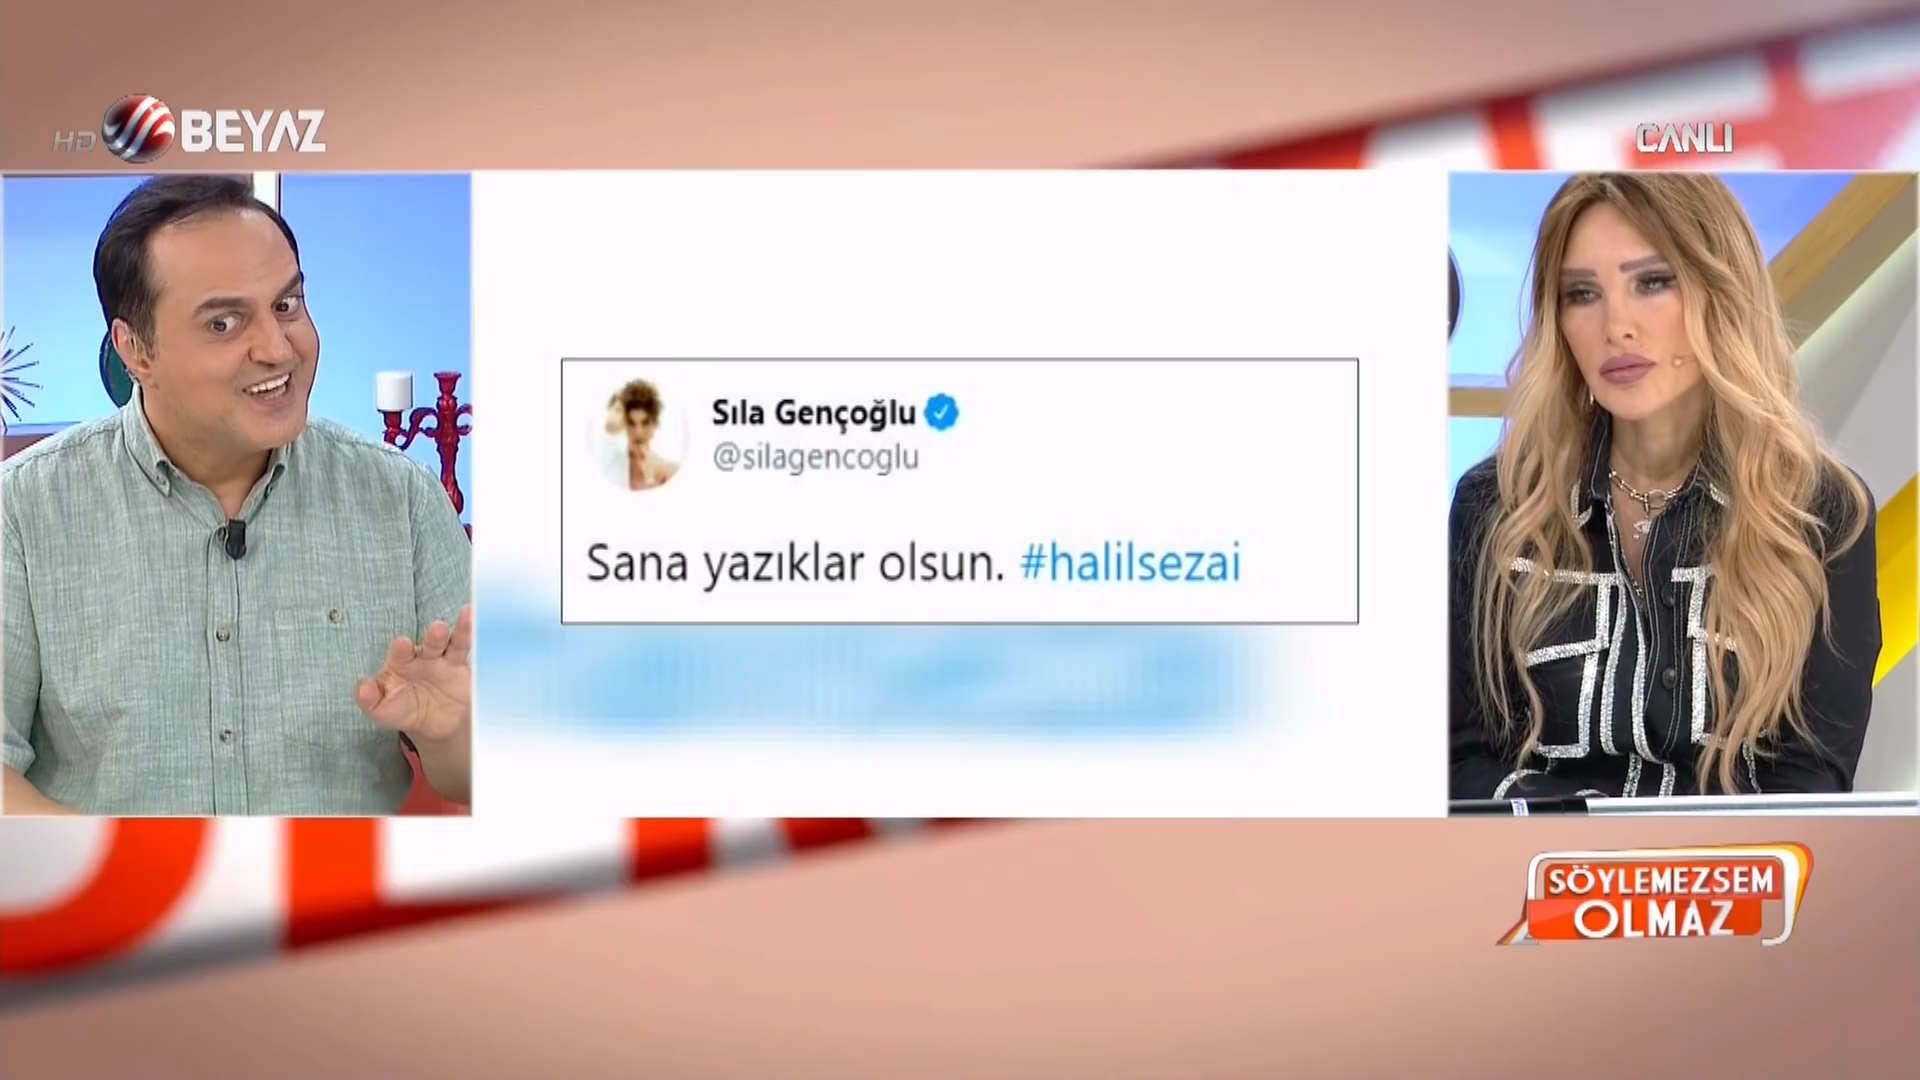 HD BEYAZ
CANLI
Sıla Gençoğlu
@silagencoglu
Sana yazıklar olsun. #halilsezai
SÖYLEMEZSEM
OLMAZ